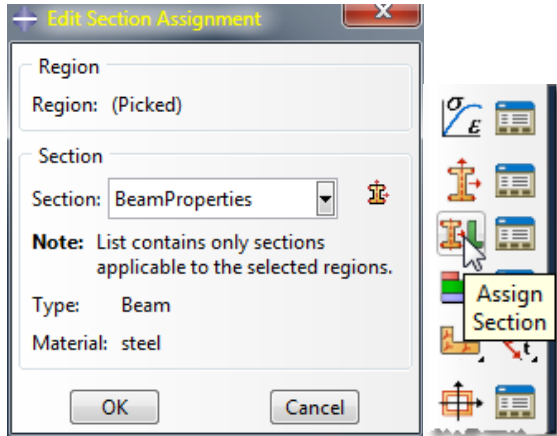 Edit Section Assignment
X
Region
Region: (Picked)
Section
Section: BeamProperties
Note: List contains only sections
applicable to the selected regions.
Type: Beam
Material: steel
OK Cancel
σ
ε
Assign
Section
t